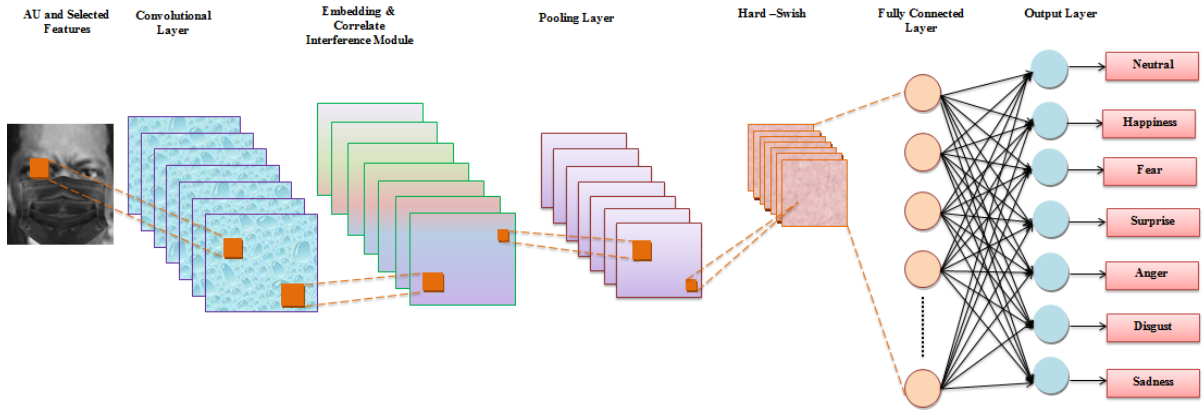 AU and Selected
Features
Convolutional
Layer
Embedding &
Correlate
Interference Module
Pooling Layer
Hard –Swish
Fully Connected
Layer
Output Layer
Neutral
Happiness
Fear
Surprise
Anger
Disgust
Sadness